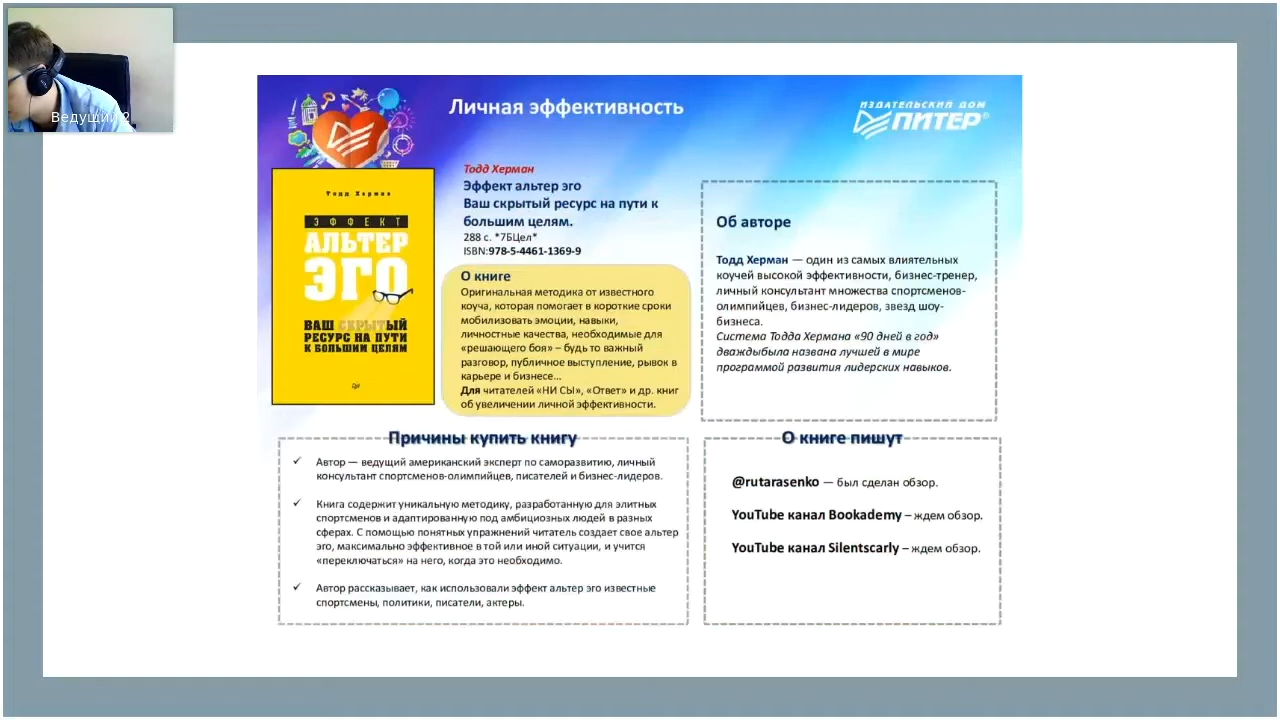 Ведущий 2
Личная эффективность
ИЗДАТЕЛЬСКИЙ ДОМ
ПИТЕР®
Тодд Херман
ЭФФЕКТ
АЛЬТЕР
ЭГО
ВАШ СКРЫТЫЙ
РЕСУРС НА ПУТИ
К БОЛЬШИМ ЦЕЛЯМ
Тодд Херман
Эффект альтер эго
Ваш скрытый ресурс на пути к
большим целям.
288 с. *7БЦел*
ISBN:978-5-4461-1369-9
О книге
Оригинальная методика от известного
коуча, которая помогает в короткие сроки
мобилизовать эмоции, навыки,
личностные качества, необходимые для
«решающего боя» – будь то важный
разговор, публичное выступление, рывок в
карьере и бизнесе...
Для читателей «НИ СЫ», «Ответ» и др. книг
об увеличении личной эффективности.
Об авторе
Тодд Херман — один из самых влиятельных
коучей высокой эффективности, бизнес-тренер,
личный консультант множества спортсменов-
олимпийцев, бизнес-лидеров, звезд шоу-
бизнеса.
Система Тодда Хермана «90 дней в год»
дваждыбыла названа лучшей в мире
программой развития лидерских навыков.
Причины купить книгу
✓ Автор — ведущий американский эксперт по саморазвитию, личный
консультант спортсменов-олимпийцев, писателей и бизнес-лидеров.
✓ Книга содержит уникальную методику, разработанную для элитных
спортсменов и адаптированную под амбициозных людей в разных
сферах. С помощью понятных упражнений читатель создает свое альтер
эго, максимально эффективное в той или иной ситуации, и учится
«переключаться» на него, когда это необходимо.
✓ Автор рассказывает, как использовали эффект альтер эго известные
спортсмены, политики, писатели, актеры.
О книге пишут
@rutarasenko — был сделан обзор.
YouTube канал Bookademy – ждем обзор.
YouTube канал Silentscarly – ждем обзор.